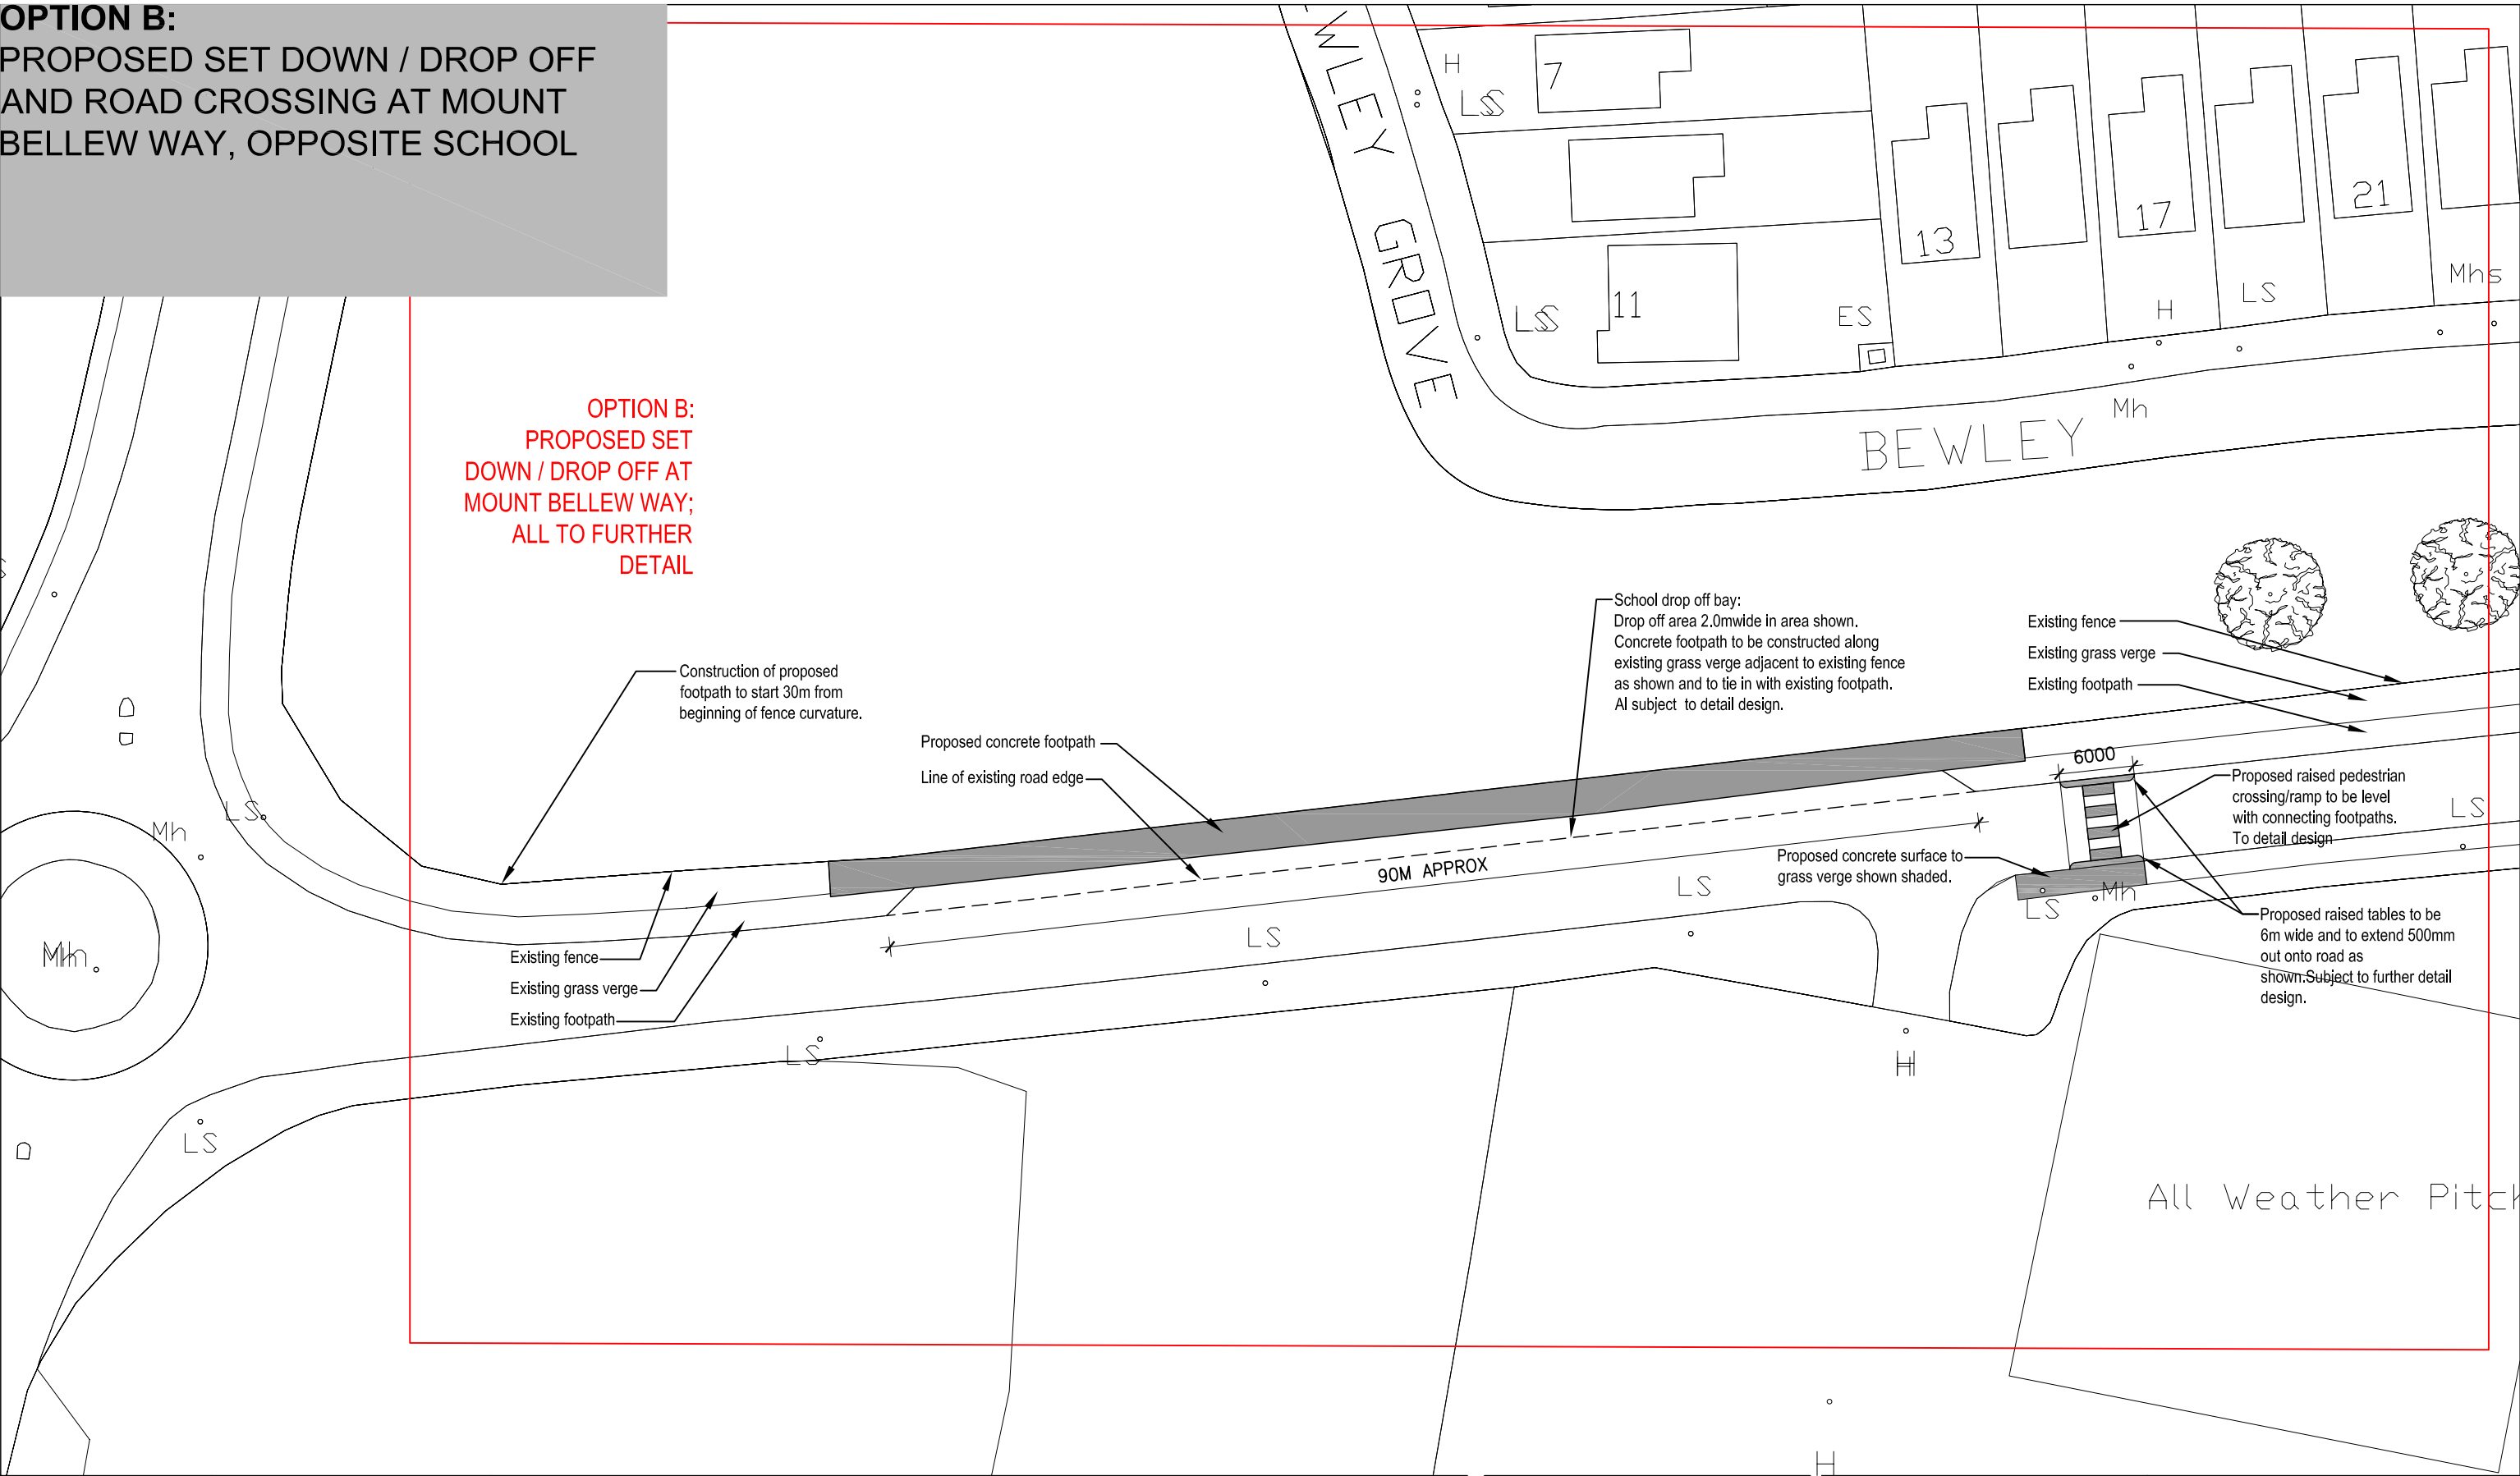 OPTION B:
PROPOSED SET DOWN / DROP OFF
AND ROAD CROSSING AT MOUNT
BELLEW WAY, OPPOSITE SCHOOL
EWLEY GROVE
H
LSS
7
LSS
11
13
17
21
ES
H
LS
Mhs
Mh
BEWLEY
OPTION B:
PROPOSED SET
DOWN / DROP OFF AT
MOUNT BELLEW WAY;
ALL TO FURTHER
DETAIL
Construction of proposed
footpath to start 30m from
beginning of fence curvature.
Proposed concrete footpath
Line of existing road edge
School drop off bay:
Drop off area 2.0mwide in area shown.
Concrete footpath to be constructed along
existing grass verge adjacent to existing fence
as shown and to tie in with existing footpath.
Al subject to detail design.
Existing fence
Existing grass verge
Existing footpath
6000
Proposed raised pedestrian
crossing/ramp to be level
with connecting footpaths.
To detail design
LS
Proposed concrete surface to
grass verge shown shaded.
90M APPROX
LS
LS
Mh
Proposed raised tables to be
6m wide and to extend 500mm
out onto road as
shown.Subject to further detail
design.
LS
Mh
Mh
Existing fence
Existing grass verge
Existing footpath
LS
LS
LS
H
All Weather Pitch
H